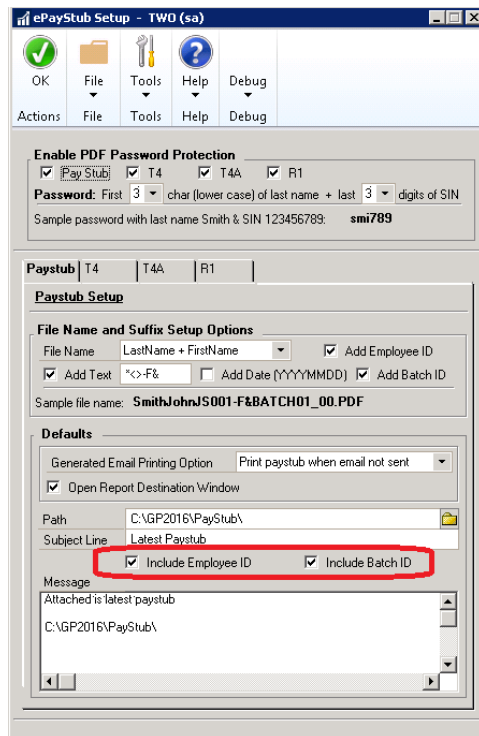 ePayStub Setup - TWO (sa)
OK File Tools Help Debug
Actions File Tools Help Debug
Enable PDF Password Protection
Pay Stub T4 T4A R1
Password: First 3 char (lower case) of last name + last 3 digits of SIN
Sample password with last name Smith & SIN 123456789: smi789
Paystub T4 T4A R1
Paystub Setup
File Name and Suffix Setup Options
File Name LastName + FirstName Add Employee ID
Add Text *<>-F& Add Date (YYYYMMDD) Add Batch ID
Sample file name: SmithJohnJS001-F&BATCH01_00.PDF
Defaults
Generated Email Printing Option Print paystub when email not sent
Open Report Destination Window
Path C:\GP2016\PayStub\
Subject Line Latest Paystub
Include Employee ID Include Batch ID
Message
Attached is latest paystub
C:\GP2016\PayStub\